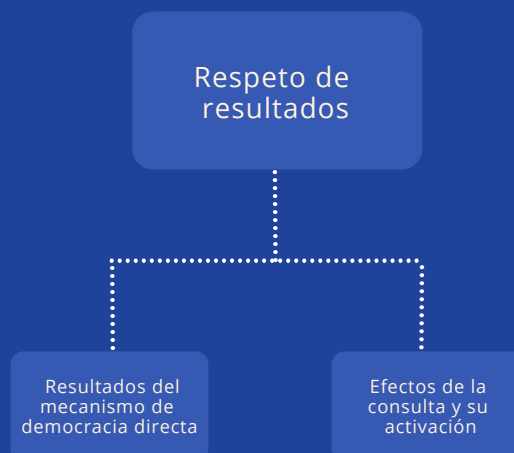 Respeto de
resultados
Resultados del
mecanismo de
democracia directa
Efectos de la
consulta y su
activación